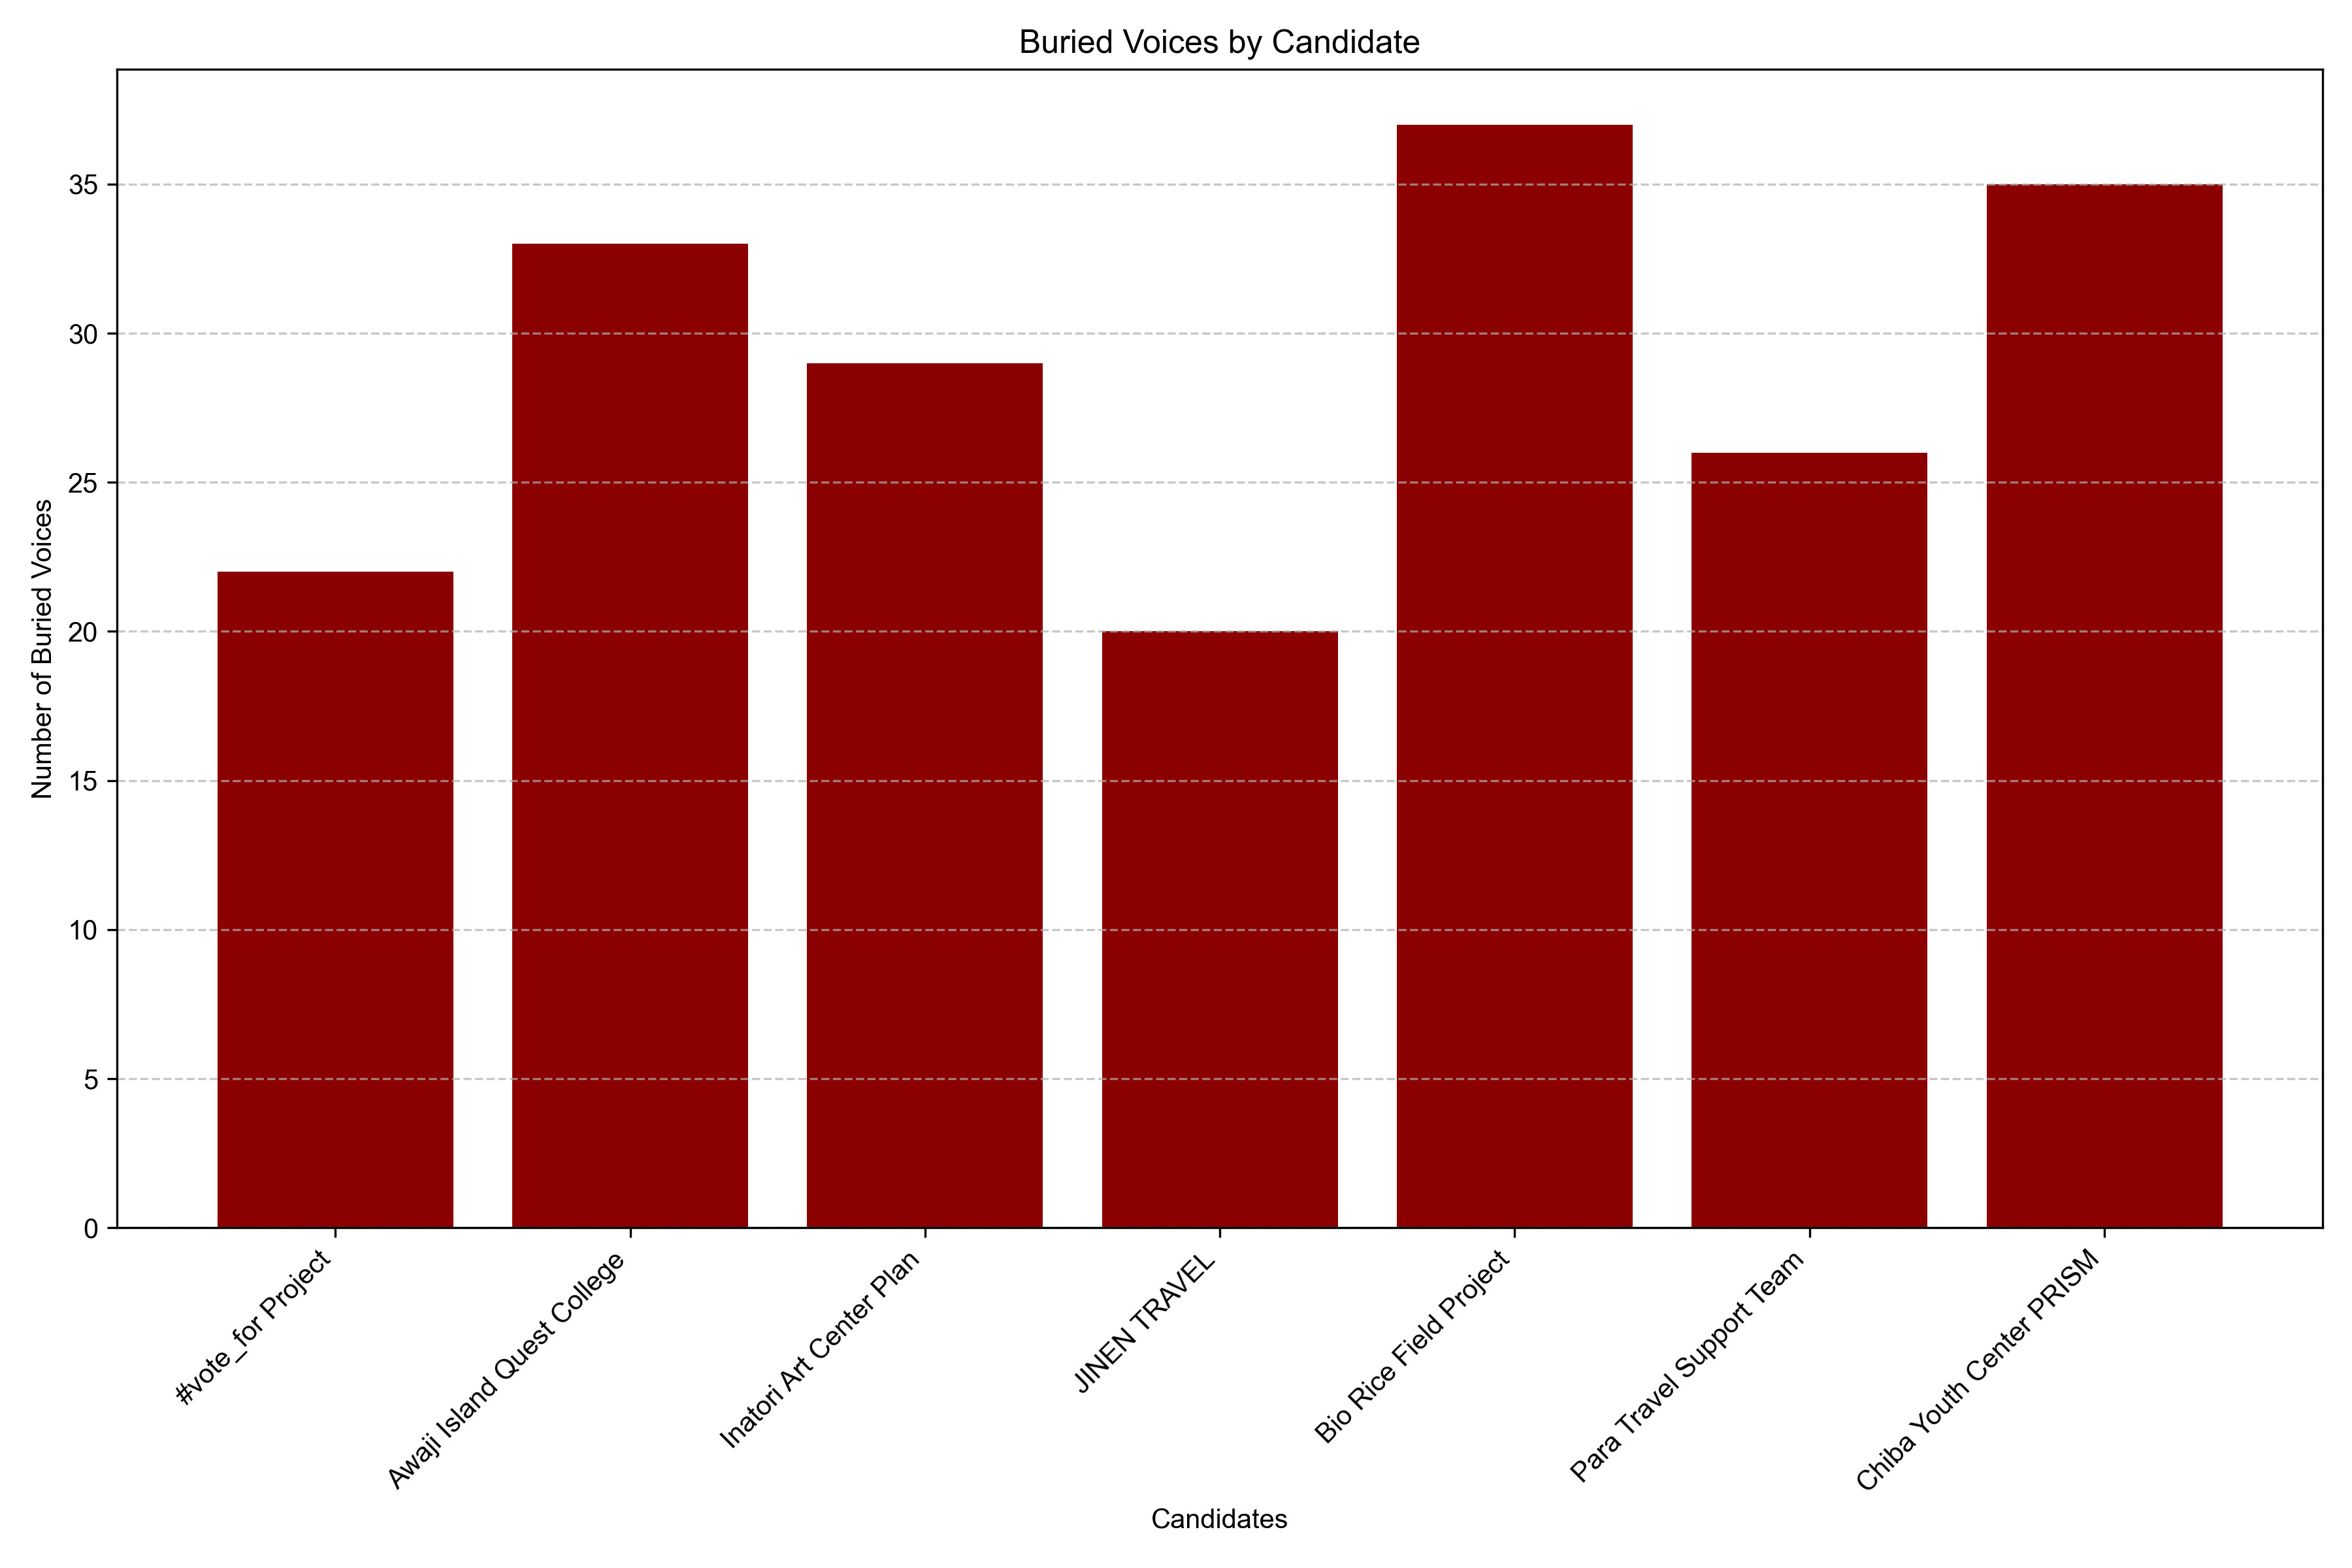 Buried Voices by Candidate
Number of Buried Voices
35
30
25
20
15
10
5
0
#vote_for Project
Awaji Island Quest College
Inatori Art Center Plan
JINEN TRAVEL
Bio Rice Field Project
Para Travel Support Team
Chiba Youth Center PRISM
Candidates